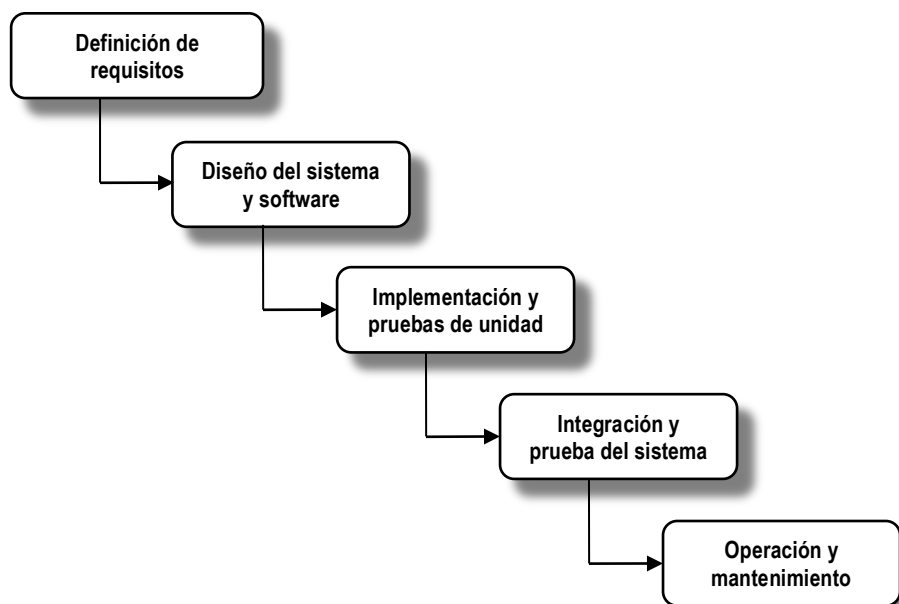 Definición de
requisitos
Diseño del sistema
y software
Implementación y
pruebas de unidad
Integración y
prueba del sistema
Operación y
mantenimiento